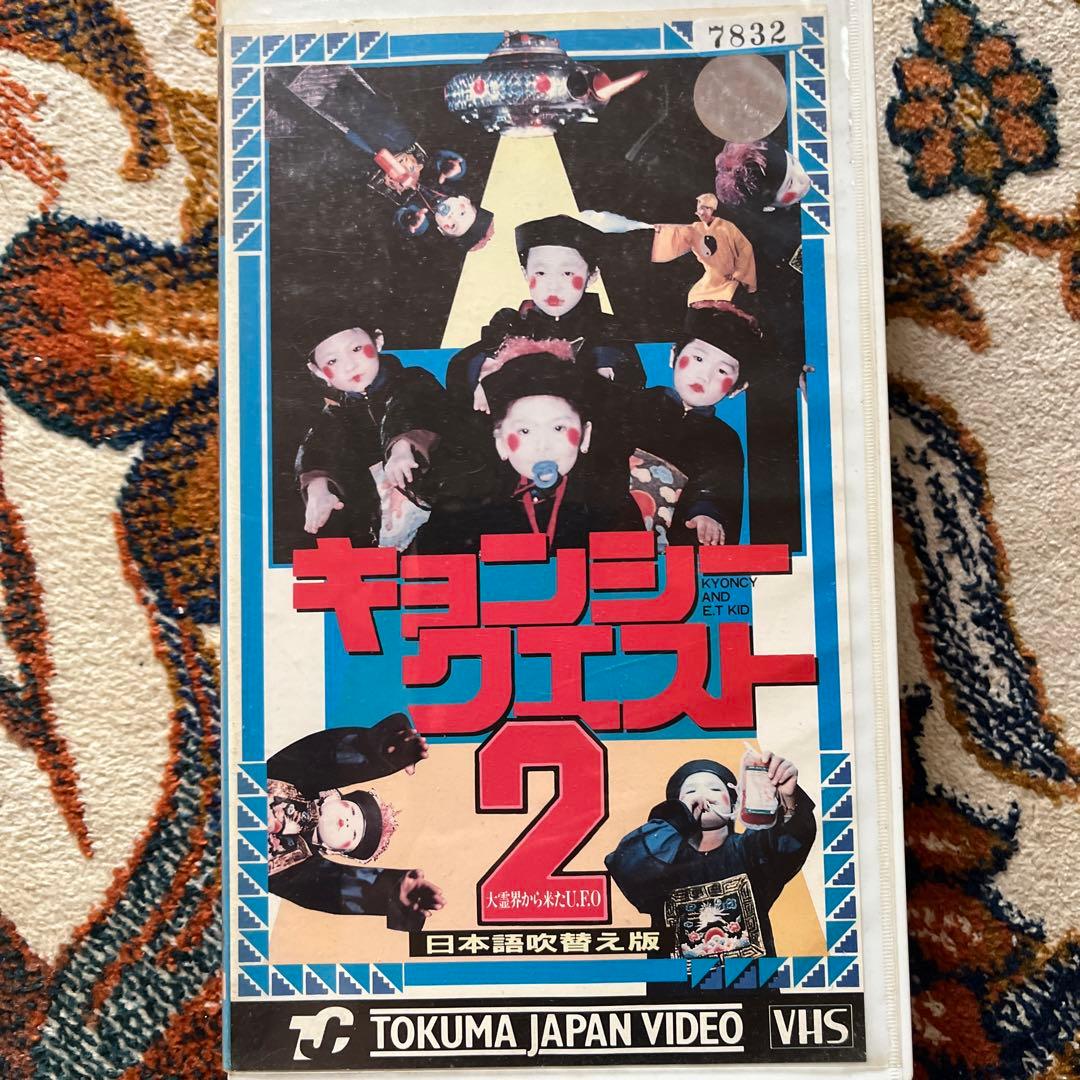 7832
キョンシー
KYONCY
AND
E.T KID
クエスト
2
大霊界から来たU.F.O
日本語吹替え版
TJC TOKUMA JAPAN VIDEO VHS